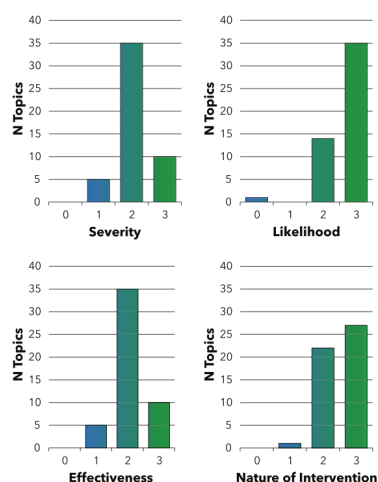 40 40
35 35
30 30
25 25
N Topics 20 N Topics 20
15 15
10 10
5 5
0 0
0 1 2 3 0 1 2 3
Severity Likelihood
40 40
35 35
30 30
25 25
N Topics 20 N Topics 20
15 15
10 10
5 5
0 0
0 1 2 3 0 1 2 3
Effectiveness Nature of Intervention